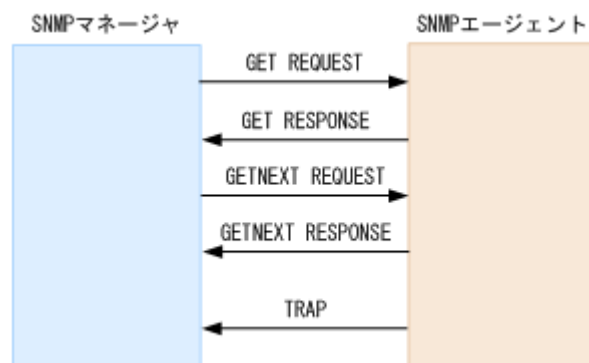 SNMPマネージャ
SNMPエージェント
GET REQUEST
GET RESPONSE
GETNEXT REQUEST
GETNEXT RESPONSE
TRAP